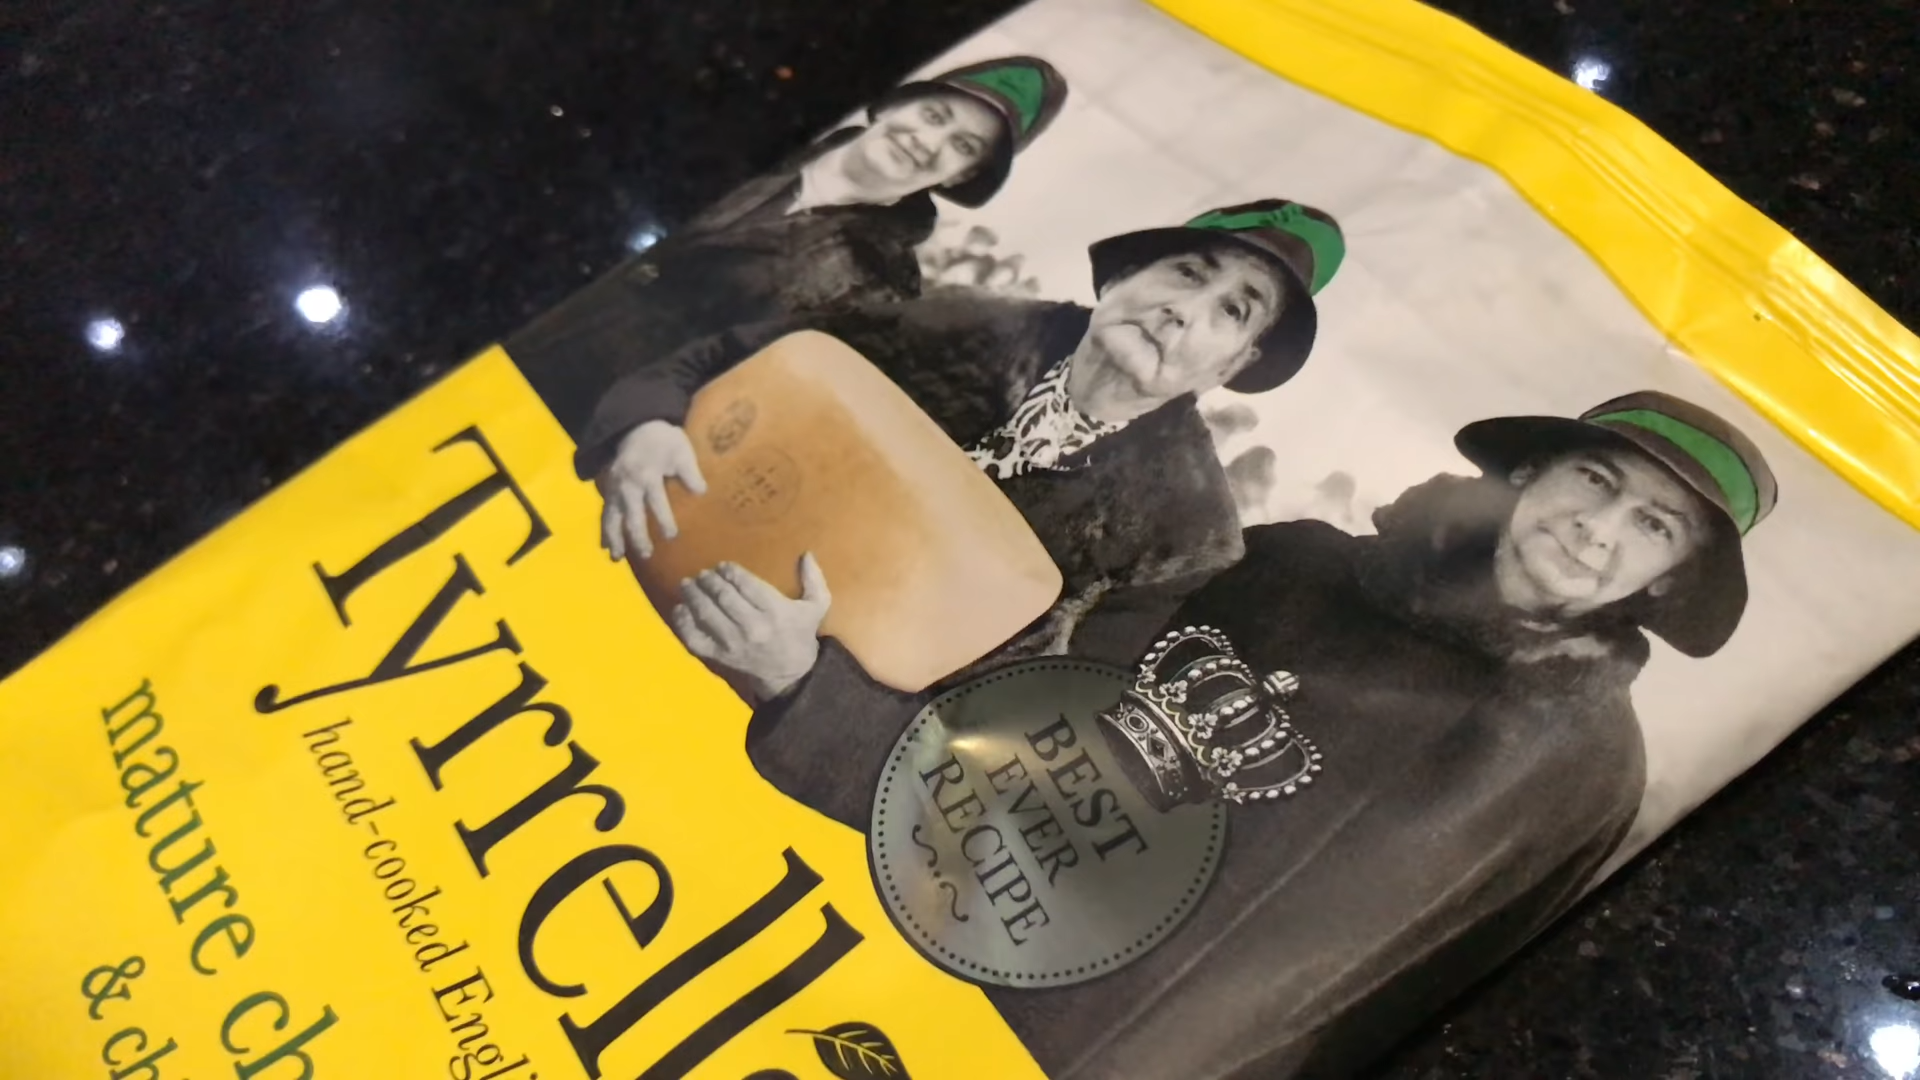 Tyrrells
hand-cooked Engl
mature ch
& ch
BEST
EVER
RECIPE